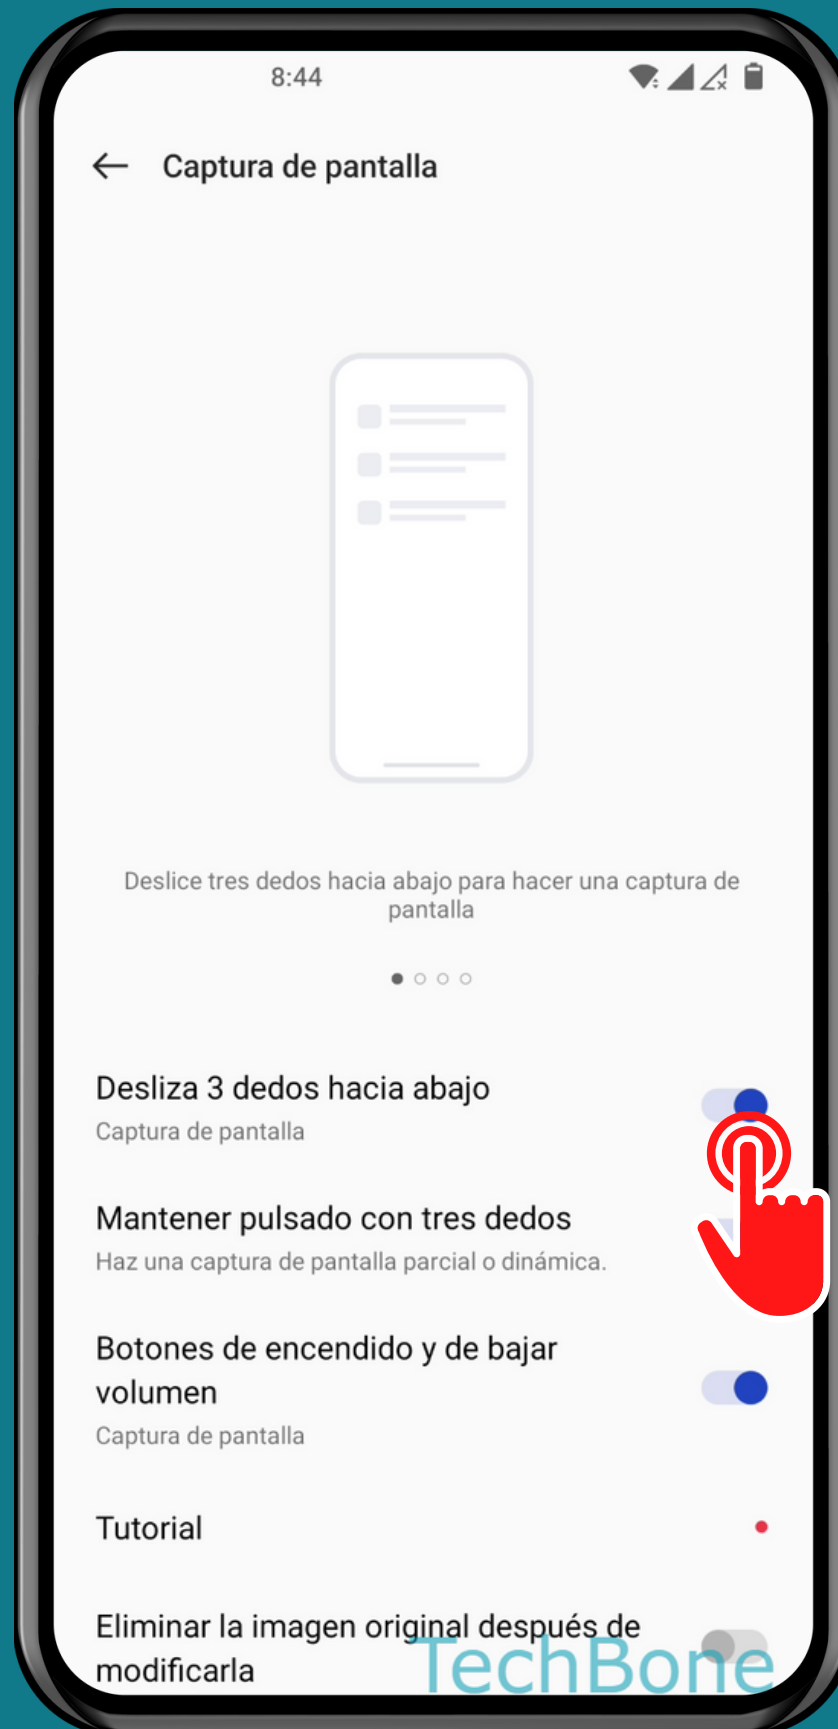 8:44
Captura de pantalla
Deslice tres dedos hacia abajo para hacer una captura de
pantalla
Desliza 3 dedos hacia abajo
Captura de pantalla
Mantener pulsado con tres dedos
Haz una captura de pantalla parcial o dinámica.
Botones de encendido y de bajar
volumen
Captura de pantalla
Tutorial
Eliminar la imagen original después de
modificarla
TechBone